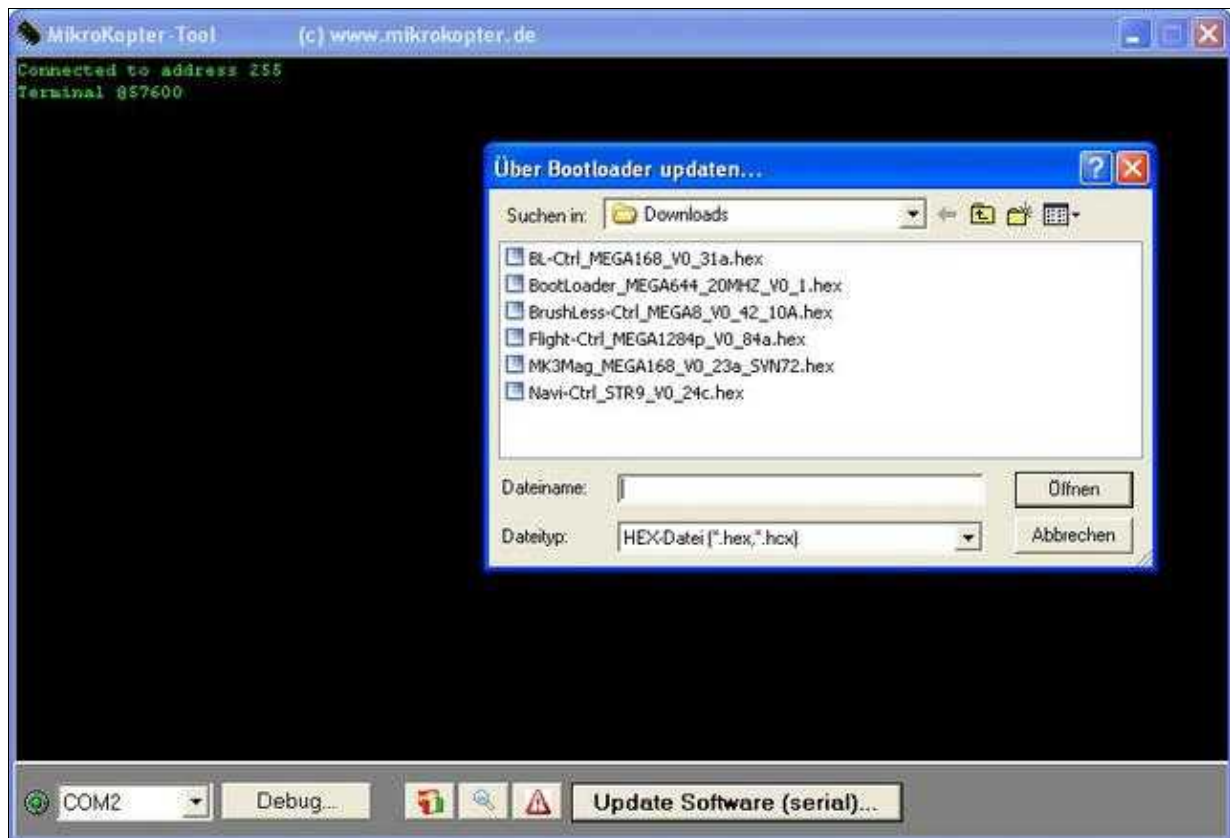 MikroKopter-Tool (c) www.mikrokopter.de
Connected to address 255
Terminal @57600
Über Bootloader updaten...
Suchen in: Downloads
BL-Ctrl_MEGA168_V0_31a.hex
BootLoader_MEGA644_20MHZ_V0_1.hex
BrushLess-Ctrl_MEGA8_V0_42_10A.hex
Flight-Ctrl_MEGA1284p_V0_84a.hex
MK3Mag_MEGA168_V0_23a_SVN72.hex
Navi-Ctrl_STR9_V0_24c.hex
Dateiname: Öffnen
Dateityp: HEX-Datei (*.hex,*.hcx) Abbrechen
COM2 Debug... Update Software (serial)...